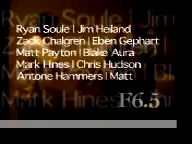 Ryan Soule | Jim Heiland
Zack Chalgren | Eben Gephart
Matt Payton | Blake Aura
Mark Hines | Chris Hudson
Antone Hammers | Matt
F6.5